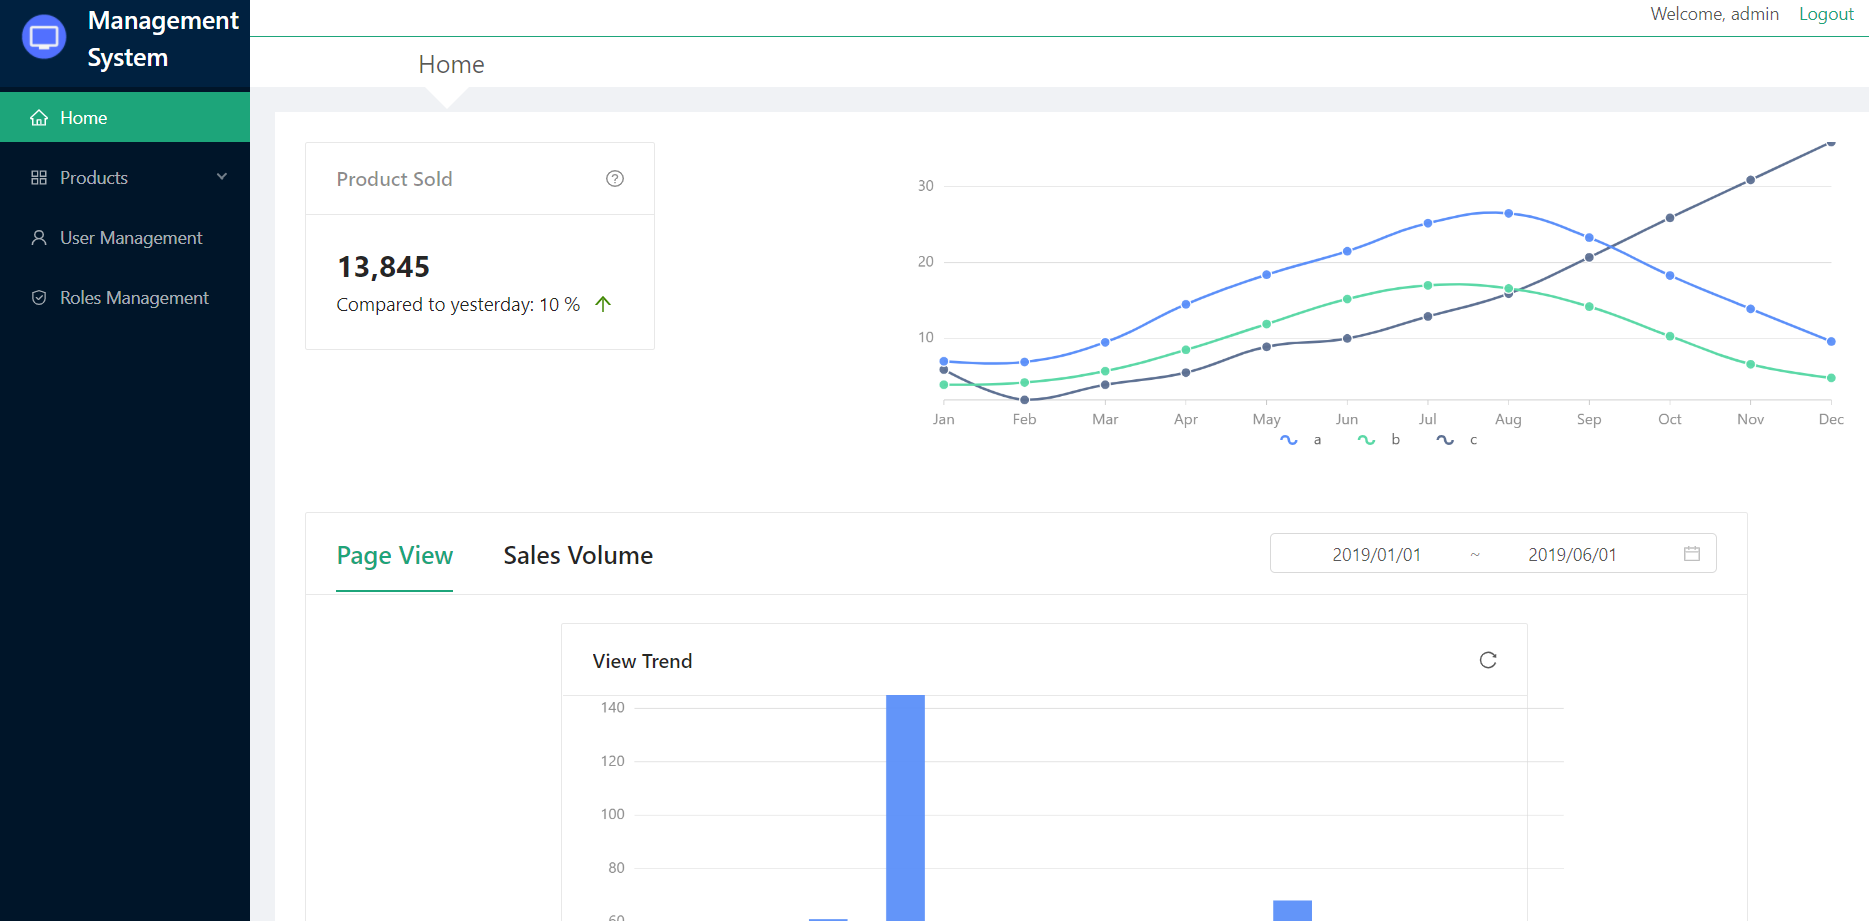 Management
System
Welcome, admin Logout
Home
Home
Products
User Management
Roles Management
Product Sold
13,845
Compared to yesterday: 10 %
30
20
10
Jan Feb Mar Apr May Jun Jul Aug Sep Oct Nov Dec
a b c
Page View Sales Volume 2019/01/01 ~ 2019/06/01
View Trend
140
120
100
80
60